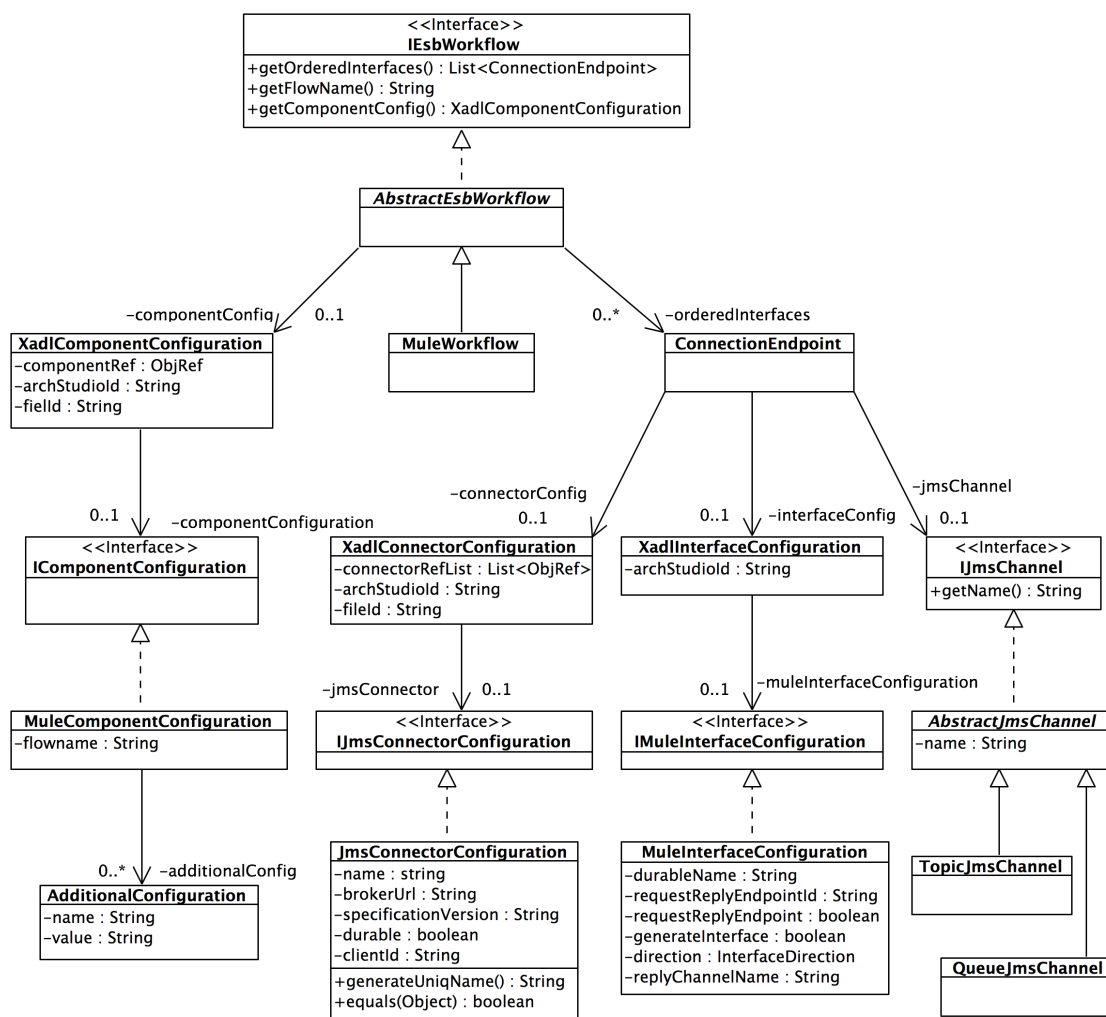 <<Interface>>
IEsbWorkflow
+getOrderedInterfaces() : List<ConnectionEndpoint>
+getFlowName() : String
+getComponentConfig() : XadlComponentConfiguration
AbstractEsbWorkflow
-componentConfig
0..1
0..*
-orderedInterfaces
XadlComponentConfiguration
-componentRef : ObjRef
-archStudioId : String
-fielId : String
MuleWorkflow
ConnectionEndpoint
0..1
-componentConfiguration
-connectorConfig
0..1
0..1
-interfaceConfig
-jmsChannel
0..1
<<Interface>>
IComponentConfiguration
XadlConnectorConfiguration
-connectorRefList : List<ObjRef>
-archStudioId : String
-fileId : String
XadlInterfaceConfiguration
-archStudioId : String
<<Interface>>
IJmsChannel
+getName() : String
-jmsConnector
0..1
0..1
-muleInterfaceConfiguration
MuleComponentConfiguration
-flowname : String
<<Interface>>
IJmsConnectorConfiguration
<<Interface>>
IMuleInterfaceConfiguration
AbstractJmsChannel
-name : String
0..*
-additionalConfig
AdditionalConfiguration
-name : String
-value : String
JmsConnectorConfiguration
-name : string
-brokerUrl : String
-specificationVersion : String
-durable : boolean
-clientId : String
+generateUniqName() : String
+equals(Object) : boolean
MuleInterfaceConfiguration
-durableName : String
-requestReplyEndpointId : String
-requestReplyEndpoint : boolean
-generateInterface : boolean
-direction : InterfaceDirection
-replyChannelName : String
TopicJmsChannel
QueueJmsChannel